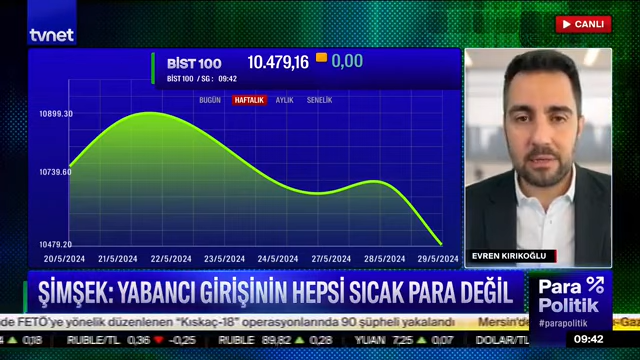 tvnet
CANLI
BİST 100 10.479,16 0,00
BİST 100 / SG : 09:42
BUGÜN HAFTALIK AYLIK SENELİK
10899.30
10739.60
10479.20
20/5/2024 21/5/2024 22/5/2024 23/5/2024 24/5/2024 27/5/2024 28/5/2024 29/5/2024
EVREN KIRIKOĞLU
ŞİMŞEK: YABANCI GİRİŞİNİN HEPSİ SICAK PARA DEĞİL
Para
Politik
#parapolitik
de FETÖ'ye yönelik düzenlenen "Kıskaç-18" operasyonlarında 90 şüpheli yakalandı Mersin'de
0,18 RUBLE/TL 0,36 -0,25 RUBLE 89,82 0,28 YUAN 7,25 0,07 DOLAR/TL
09:42